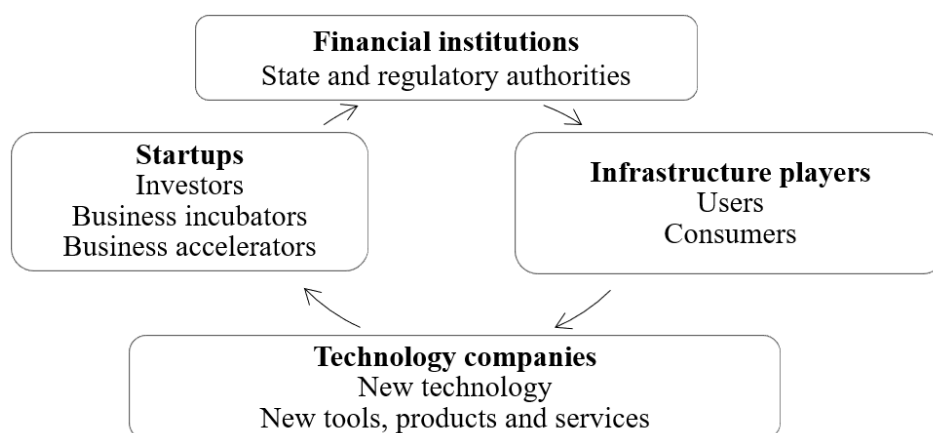 Financial institutions
State and regulatory authorities
Startups
Investors
Business incubators
Business accelerators
Infrastructure players
Users
Consumers
Technology companies
New technology
New tools, products and services